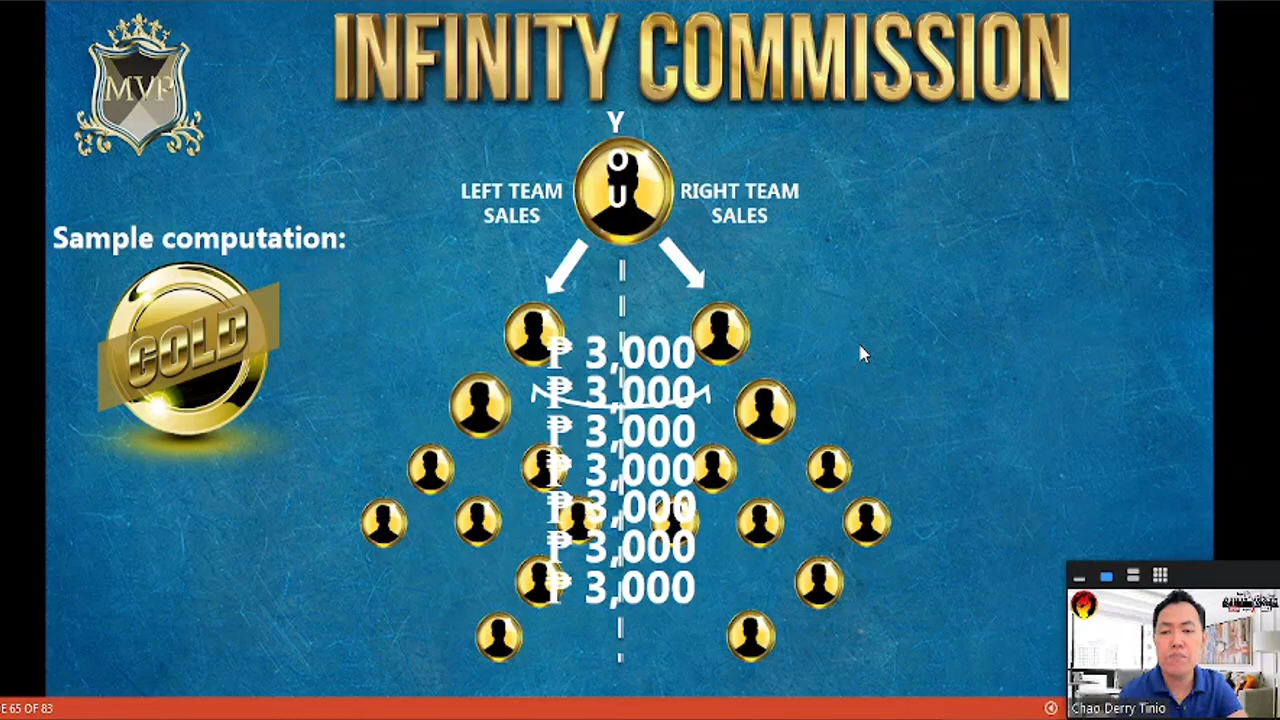 INFINITY COMMISSION
MVP
Y
O
U
LEFT TEAM
SALES
RIGHT TEAM
SALES
Sample computation:
GOLD
₱ 3,000
₱ 3,000
₱ 3,000
₱ 3,000
₱ 3,000
₱ 3,000
₱ 3,000
E 65 OF 83
Chao Derry Tinio